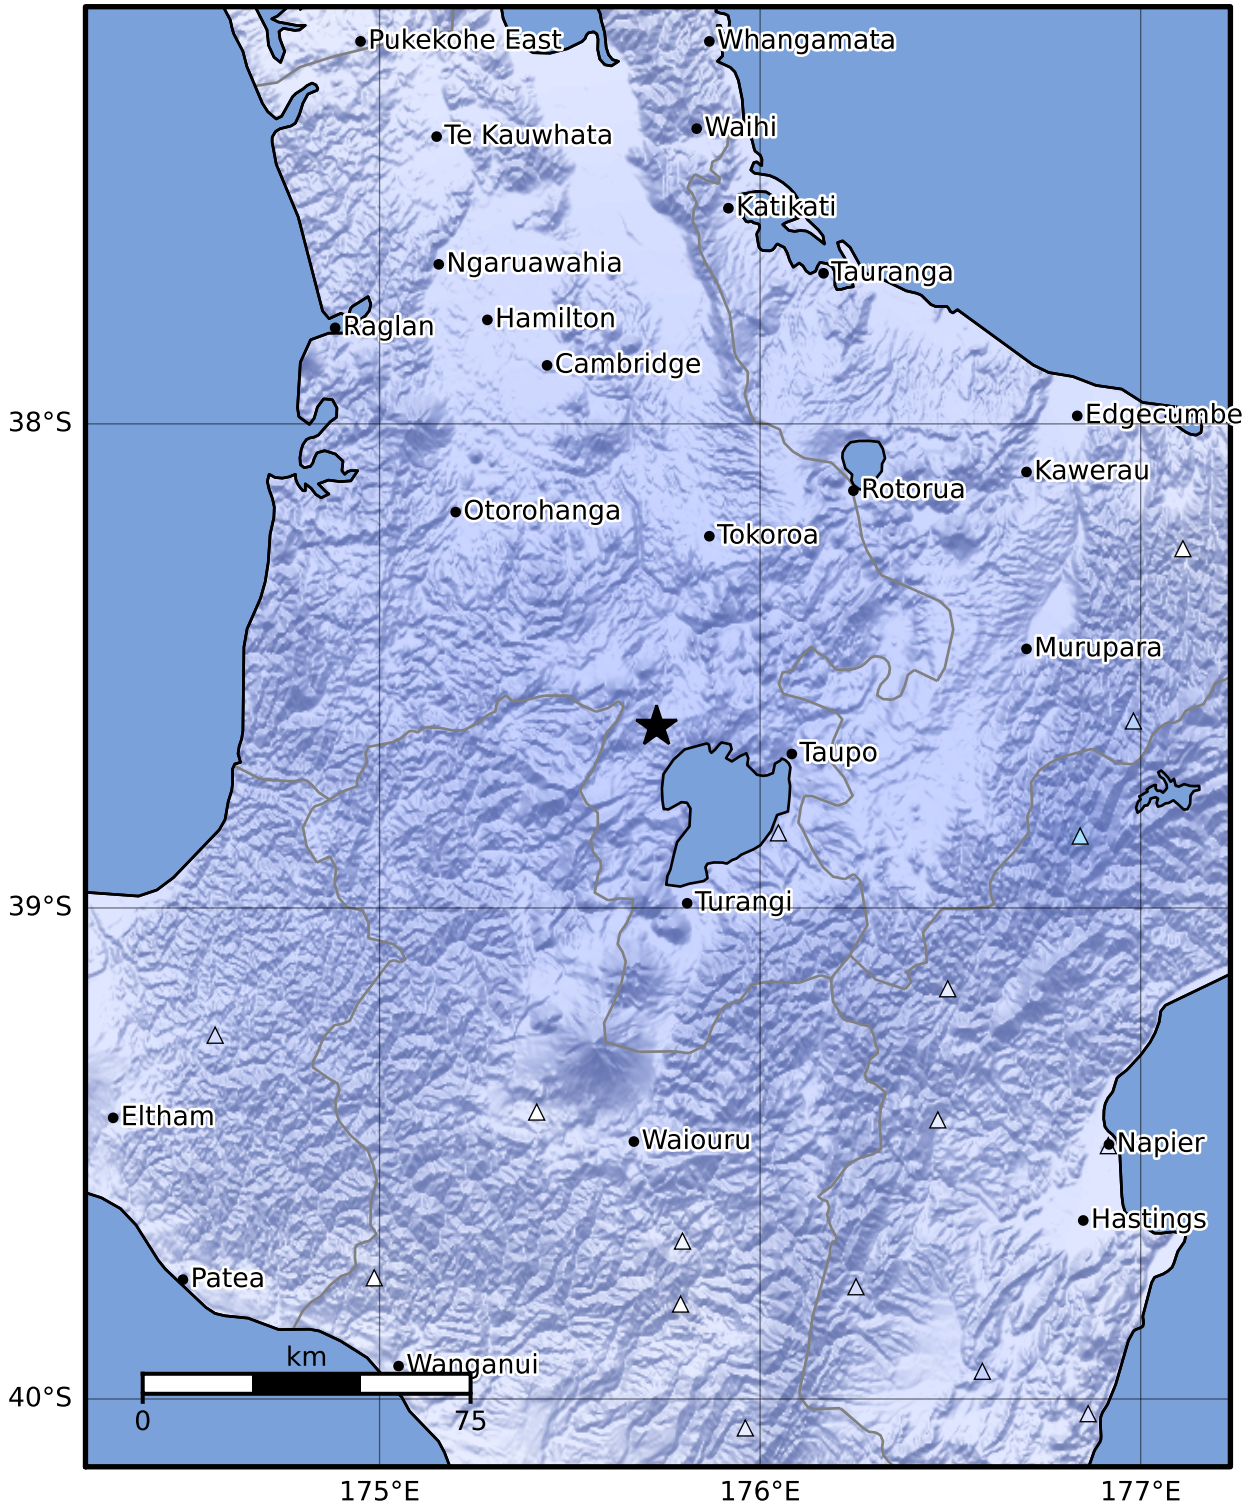 Pukekohe East
Whangamata
Te Kauwhata
Waihi
Katikati
Ngaruawahia
Tauranga
Hamilton
Raglan
Cambridge
38°S
Edgecumbe
Kawerau
Rotorua
Otorohanga
Tokoroa
Murupara
Taupo
39°S
Turangi
Eltham
Waiouru
Napier
Hastings
Patea
km
Wanganui
40°S
0
75
175°E
176°E
177°E